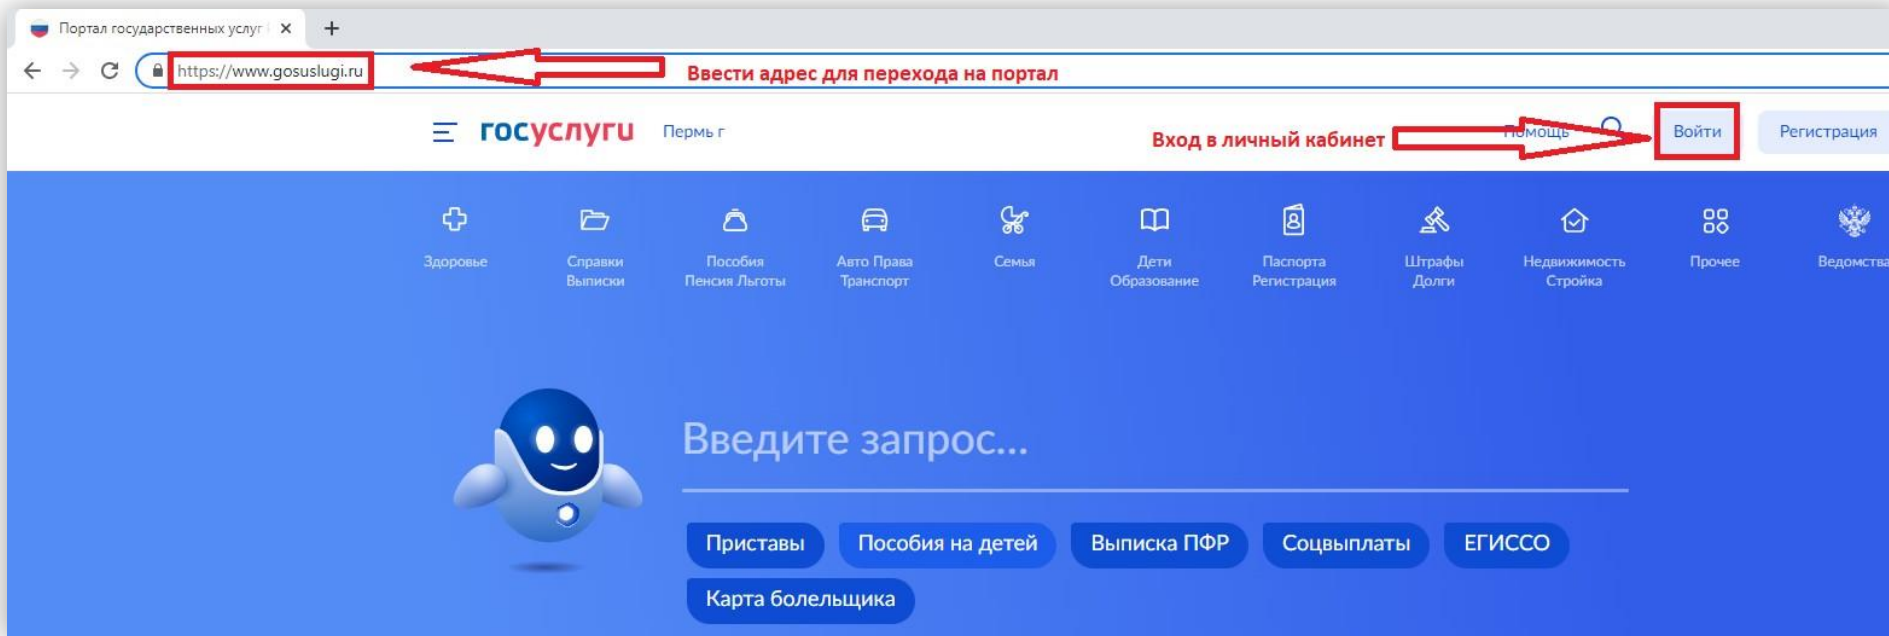 Портал государственных услуг
https://www.gosuslugi.ru
Ввести адрес для перехода на портал
госуслуги
Пермь г
Вход в личный кабинет
Помощь
Войти
Регистрация
Здоровье
Справки
Выписки
Пособия
Пенсия Льготы
Авто Права
Транспорт
Семья
Дети
Образование
Паспорта
Регистрация
Штрафы
Долги
Недвижимость
Стройка
Прочее
Ведомства
Введите запрос...
Приставы
Пособия на детей
Выписка ПФР
Соцвыплаты
ЕГИССО
Карта болельщика